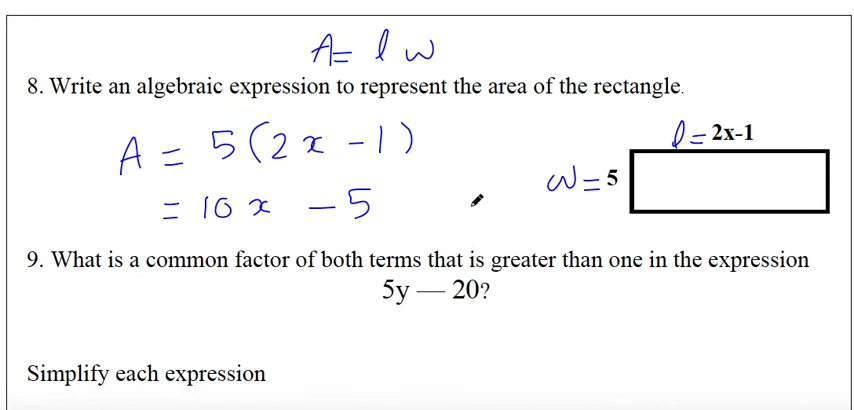 A = l w
8. Write an algebraic expression to represent the area of the rectangle.
A = 5(2x - 1)
l = 2x-1
w = 5
= 10x - 5
9. What is a common factor of both terms that is greater than one in the expression
5y — 20?
Simplify each expression